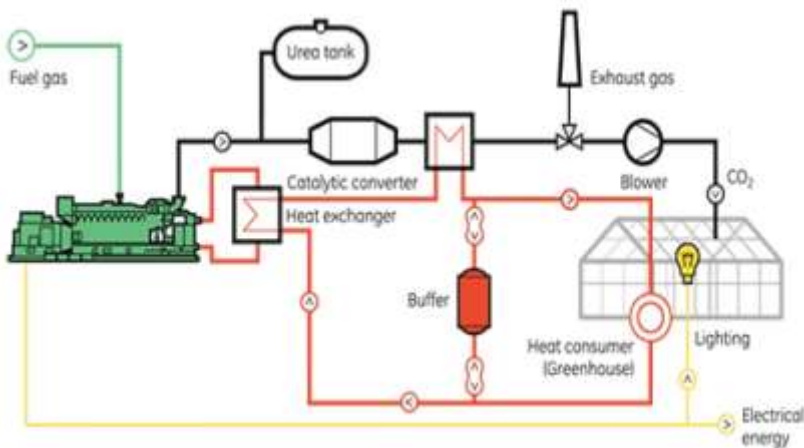 Urea tank
Fuel gas
Exhaust gas
Catalytic converter
Heat exchanger
Blower
CO₂
Buffer
Heat consumer
(Greenhouse)
Lighting
Electrical
energy